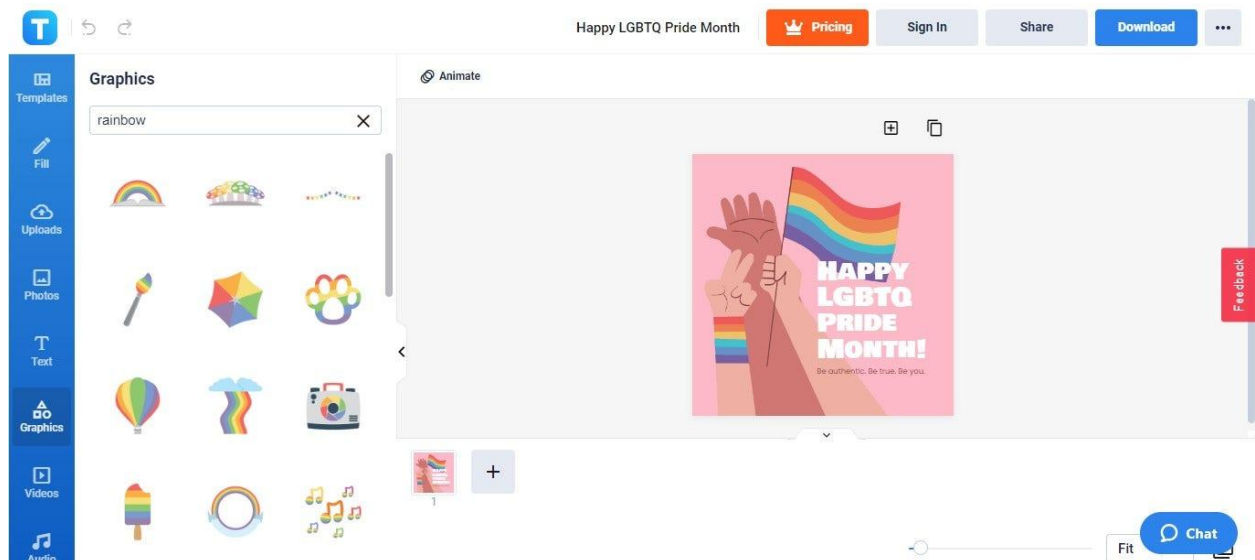 T
Happy LGBTQ Pride Month
Pricing
Sign In
Share
Download
Templates
Fill
Uploads
Photos
Text
Graphics
Videos
Audio
Graphics
rainbow
Animate
HAPPY
LGBTQ
PRIDE
MONTH!
Be authentic. Be true. Be you.
Feedback
1
Fit
Chat